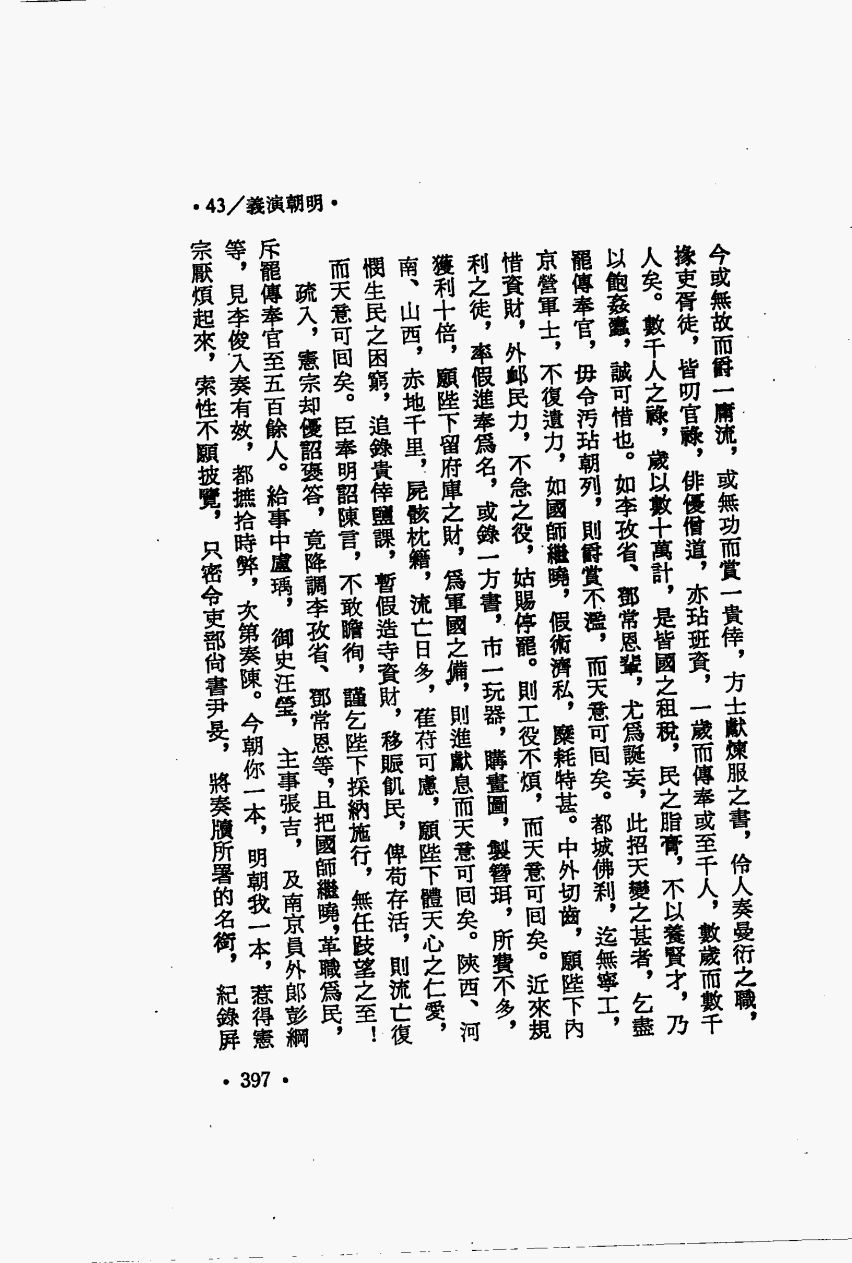 •43/義演朝明•
今或無故而爵一庸流，或無功而賞一貴倖，方士獻煉服之書，伶人奏曼衍之職，
掾吏胥徒，皆叨官祿，俳優僧道，亦玷班資，一歲而傳奉或至千人，數歲而數千
人矣。數千人之祿，歲以數十萬計，是皆國之租稅，民之脂膏，不以養賢才，乃
以飽姦蠹，誠可惜也。如李孜省、鄧常恩輩，尤爲誕妄，此招天變之甚者，乞盡
罷傳奉官，毋令汚玷朝列，則爵賞不濫，而天意可回矣。都城佛刹，迄無寧工，
京營軍士，不復遺力，如國師繼曉，假術濟私，糜耗特甚。中外切齒，願陛下內
惜資財，外卹民力，不急之役，姑賜停罷。則工役不煩，而天意可回矣。近來規
利之徒，率假進奉爲名，或錄一方書，市一玩器，購畫圖，製簪珥，所費不多，
獲利十倍，願陛下留府庫之財，爲軍國之備，則進獻息而天意可回矣。陝西、河
南、山西，赤地千里，屍骸枕籍，流亡日多，萑苻可慮，願陛下體天心之仁愛，
憫生民之困窮，追錄貴倖鹽課，暫假造寺資財，移賑飢民，俾苟存活，則流亡復
而天意可回矣。臣奉明詔陳言，不敢瞻徇，謹乞陛下採納施行，無任跂望之至！
疏入，憲宗却優詔褒答，竟降調李孜省、鄧常恩等，且把國師繼曉，革職爲民，
斥罷傳奉官至五百餘人。給事中盧瑀，御史汪瑩，主事張吉，及南京員外郎彭綱
等，見李俊入奏有效，都摭拾時弊，次第奏陳。今朝你一本，明朝我一本，惹得憲
宗厭煩起來，索性不願披覽，只密令吏部尚書尹旻，將奏牘所署的名銜，紀錄屏
•397•